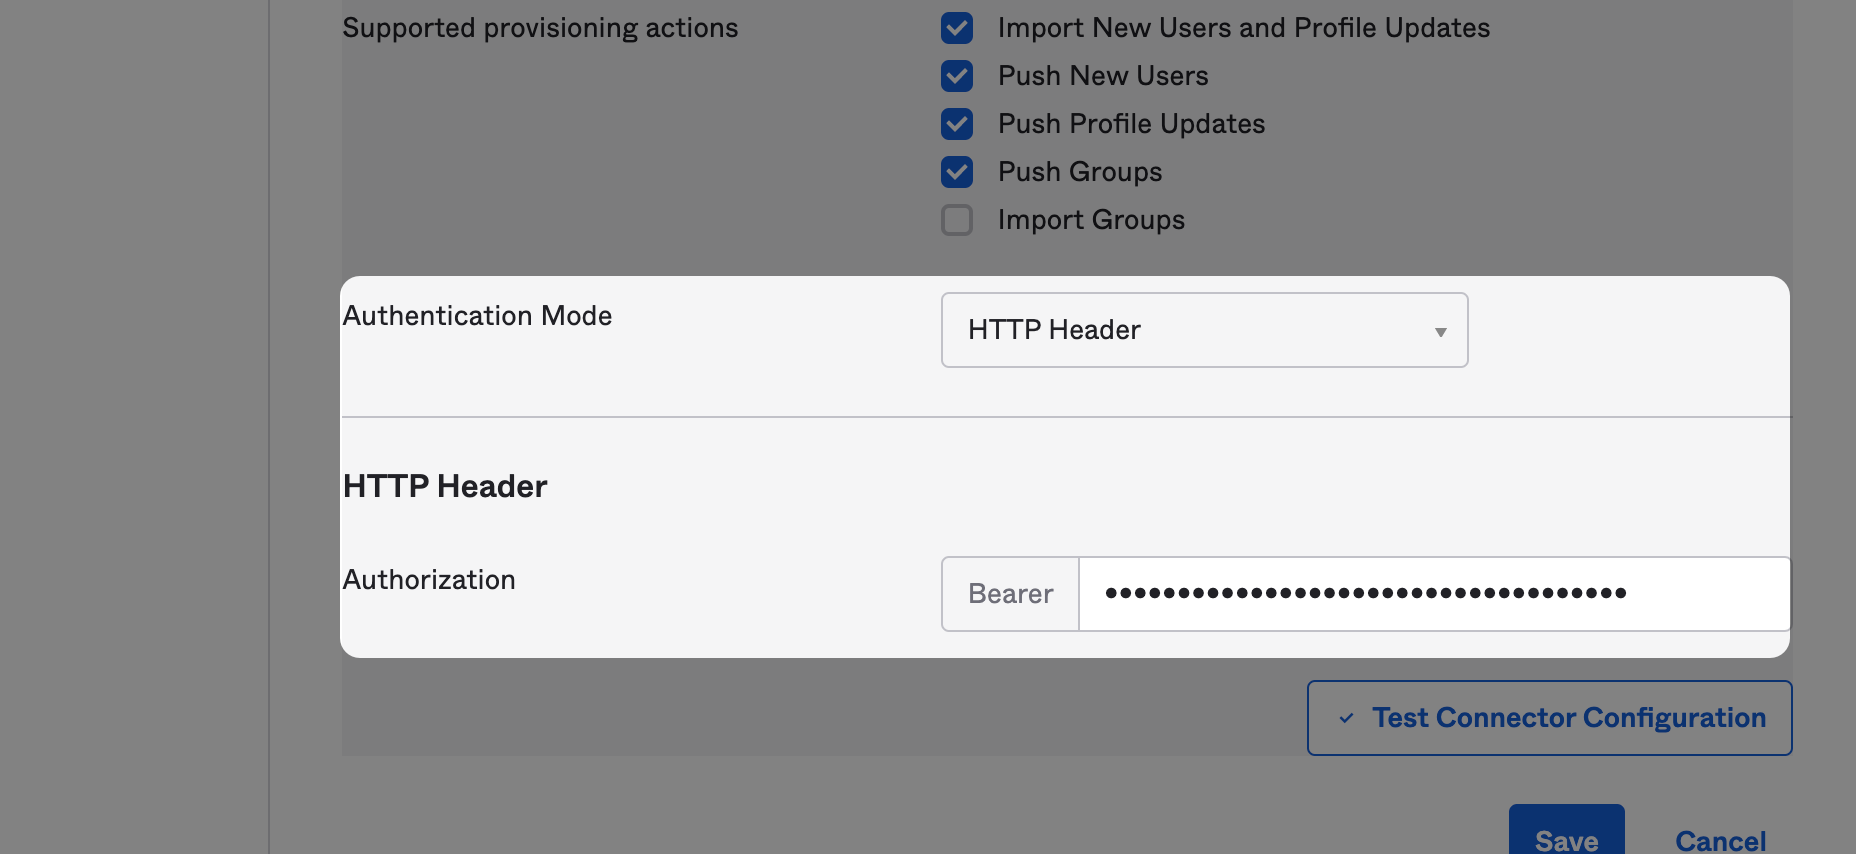 Supported provisioning actions
Import New Users and Profile Updates
Push New Users
Push Profile Updates
Push Groups
Import Groups
Authentication Mode
HTTP Header
HTTP Header
Authorization
Bearer ••••••••••••••••••••••••••••••••••••
Test Connector Configuration
Save Cancel